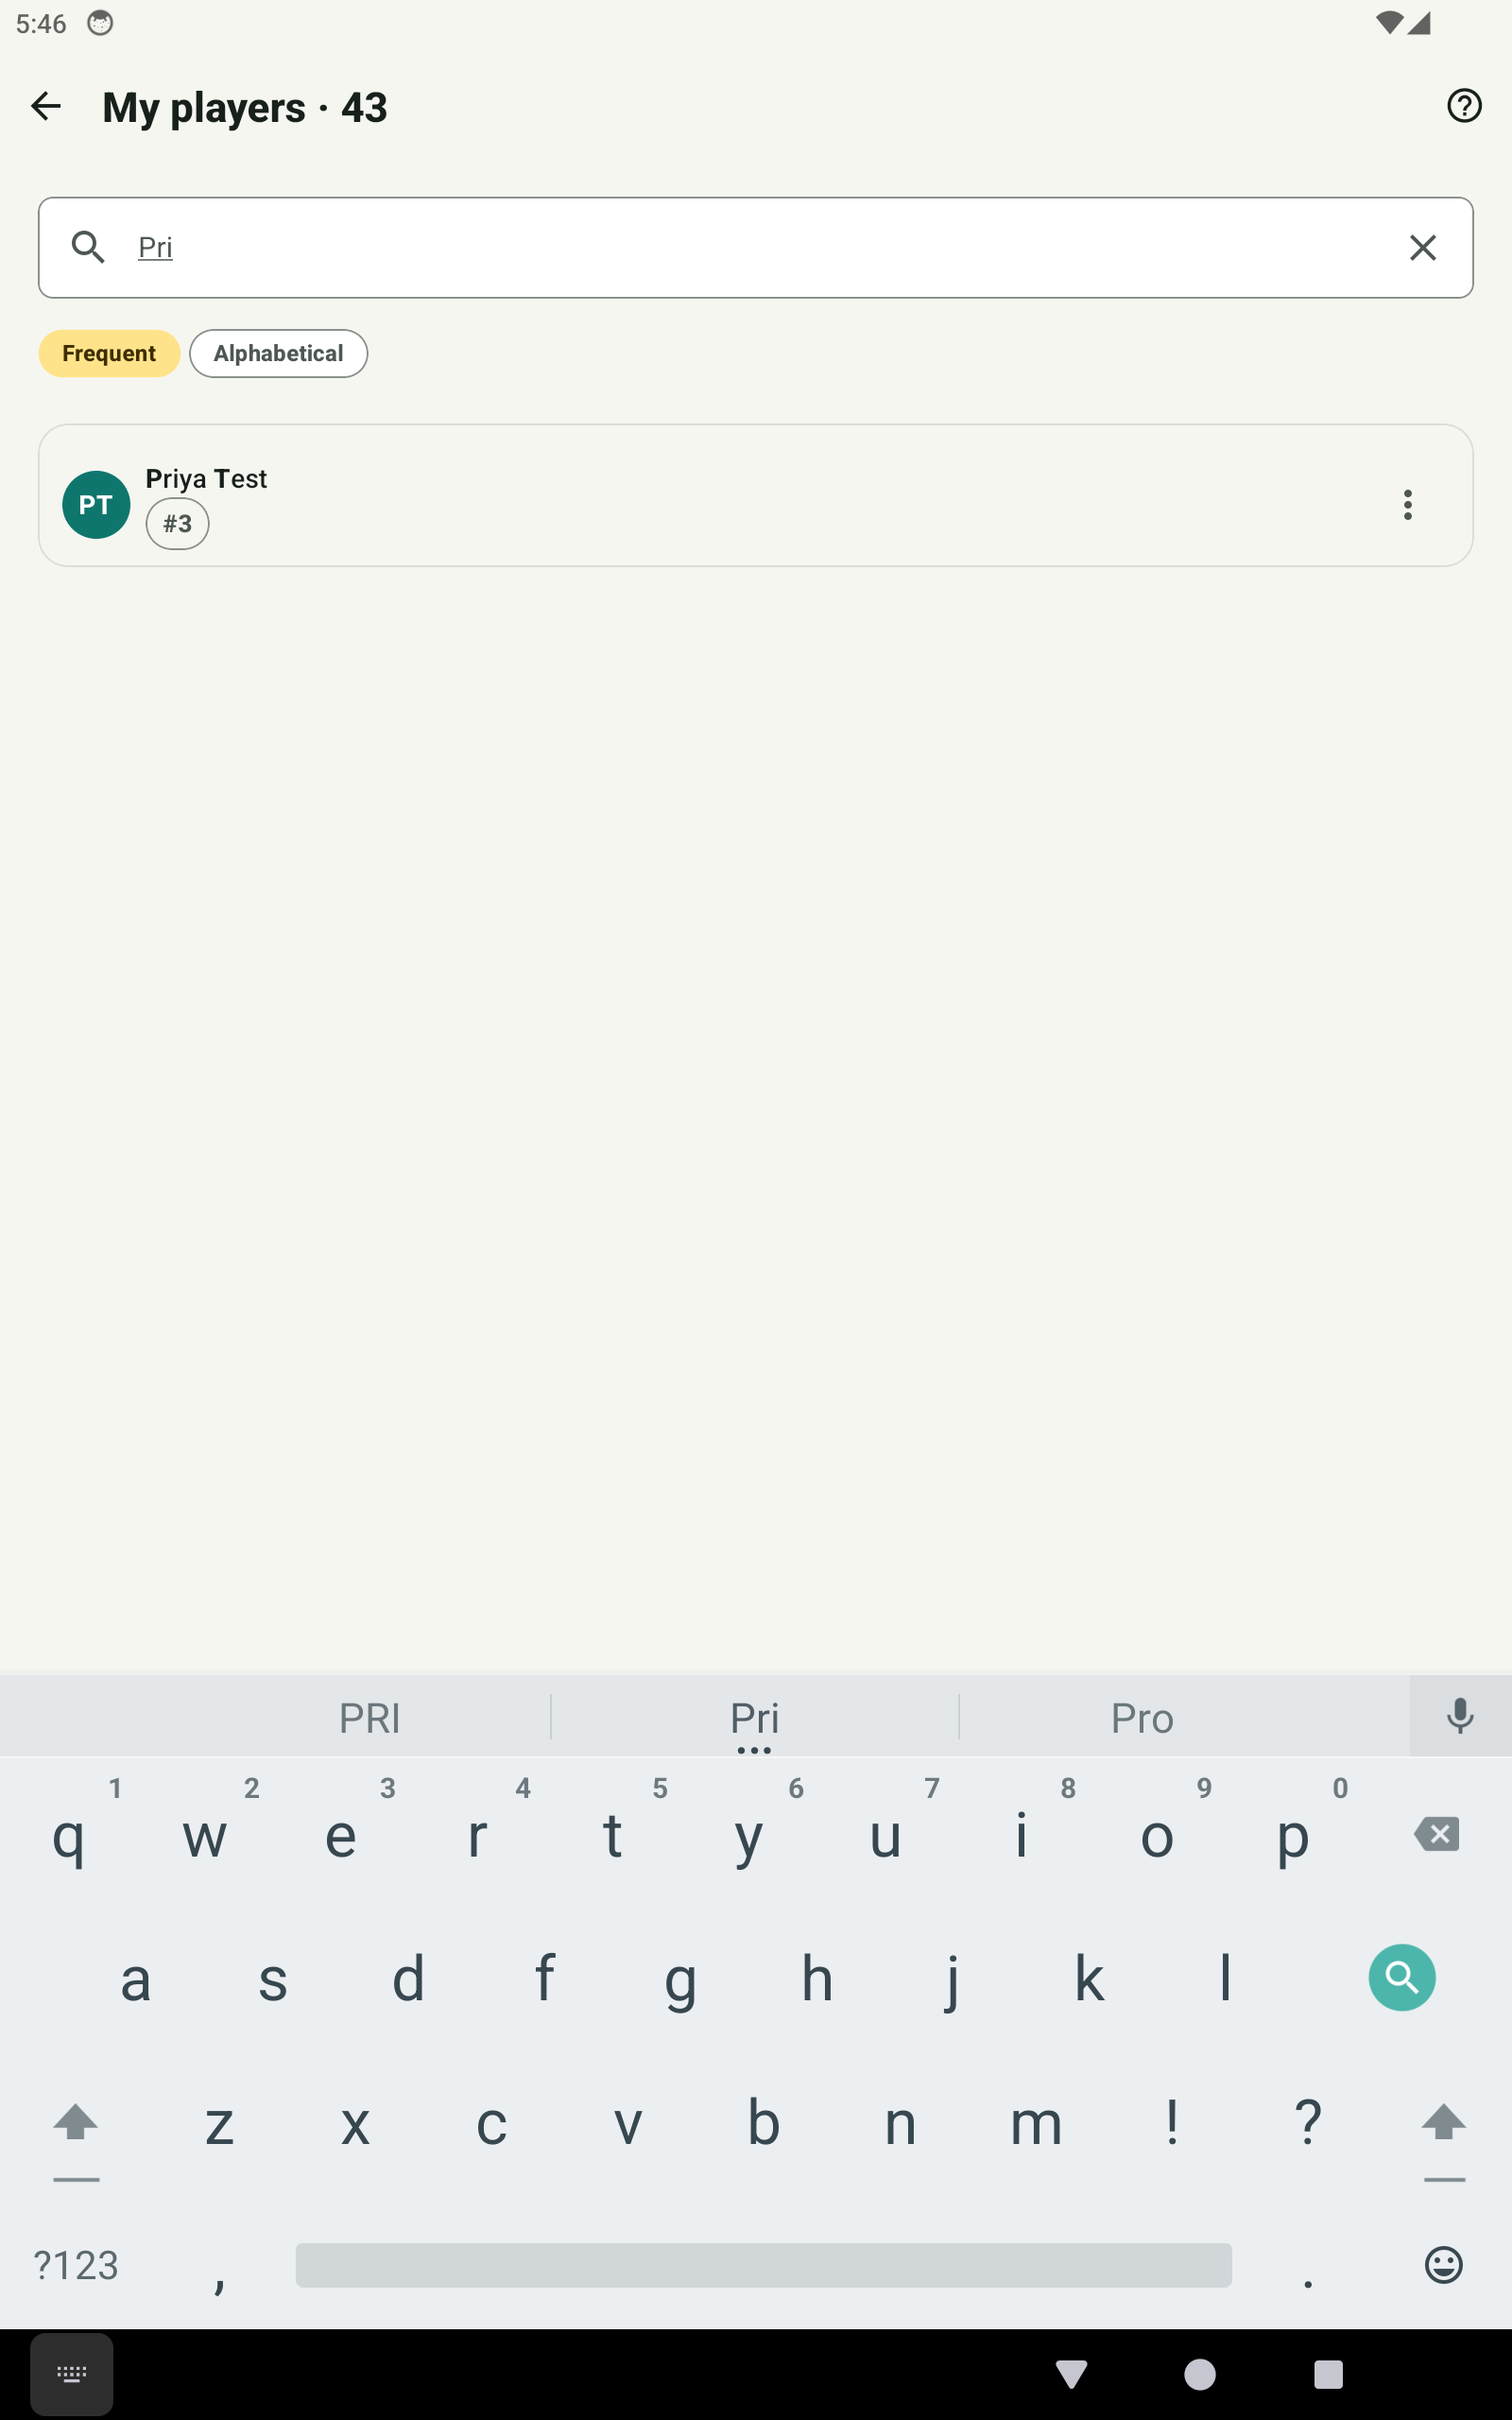 5:46
My players · 43
Pri
Frequent Alphabetical
PT Priya Test
#3
PRI Pri Pro
1 2 3 4 5 6 7 8 9 0
q w e r t y u i o p
a s d f g h j k l
z x c v b n m ! ?
?123 , .